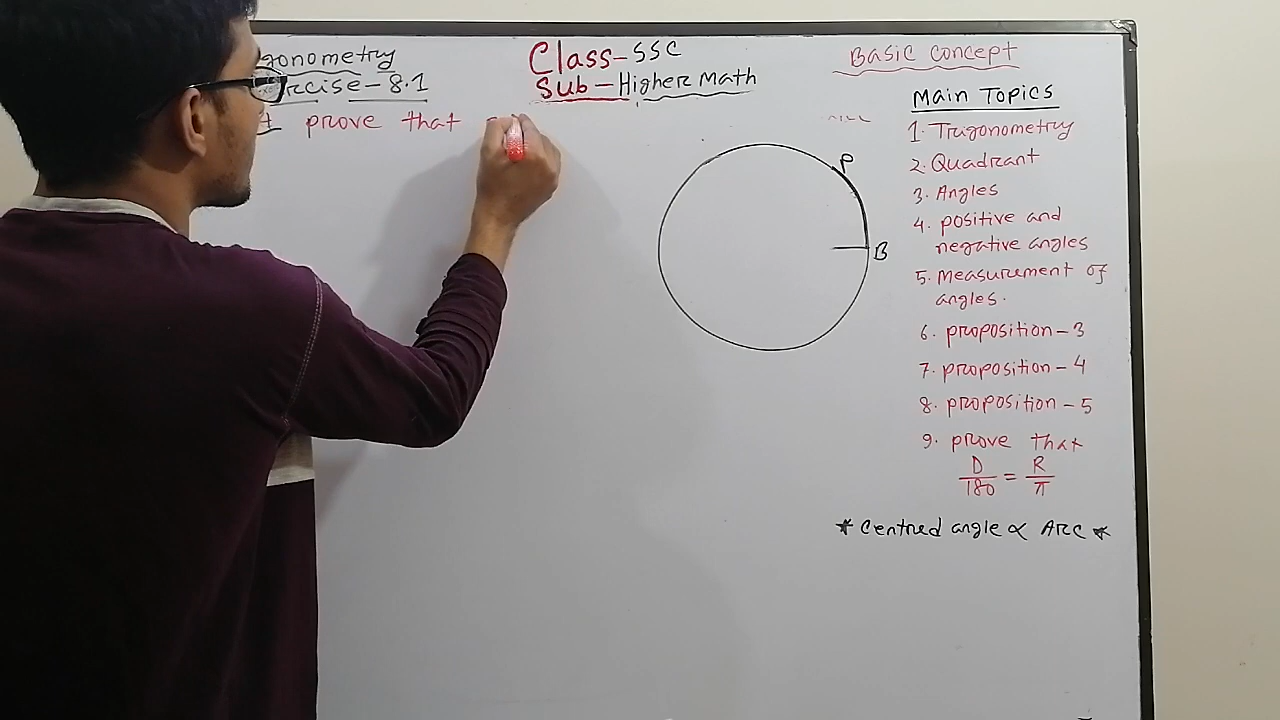 gonometry
rcise-8.1
prove that
Class-SSC
Sub-Higher Math
Basic Concept
Main Topics
1. Trigonometry
2. Quadrant
3. Angles
4. positive and
negative angles
5. Measurement of
angles.
6. proposition-3
7. proposition-4
8. proposition-5
9. prove that
D/180 = R/π
P
B
* Centred angle ∝ Arc *